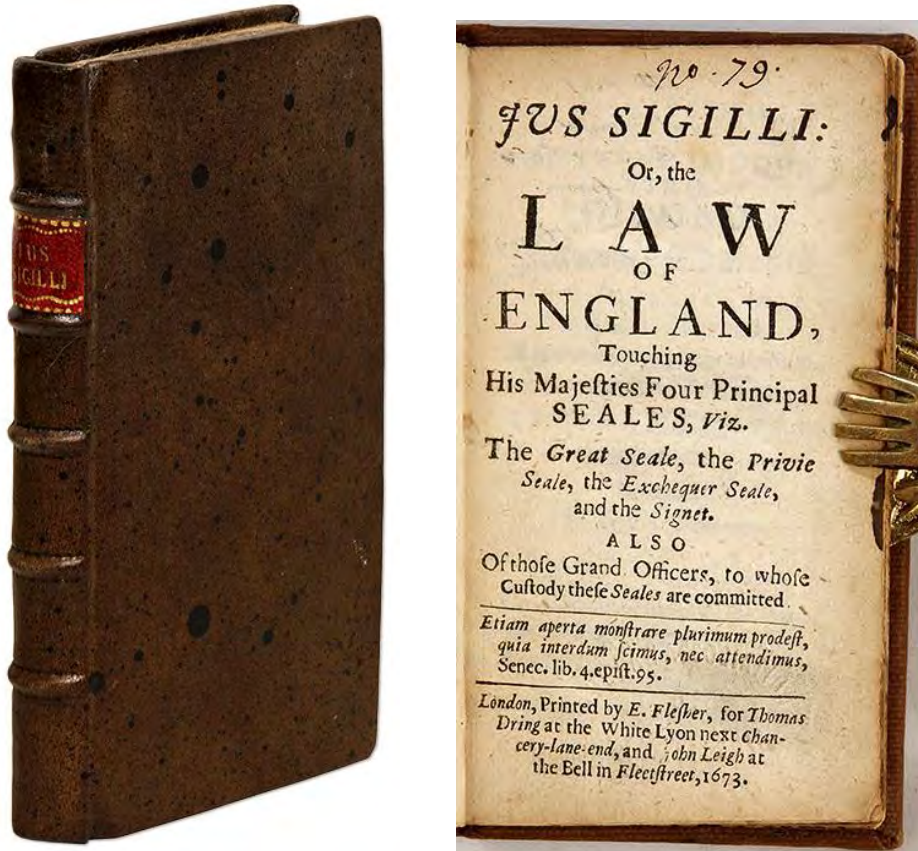 JUS
SIGILLI
no. 79.
JUS SIGILLI:
Or, the
LAW
OF
ENGLAND,
Touching
His Majeſties Four Principal
SEALES, Viz.
The Great Seale, the Privie
Seale, the Exchequer Seale,
and the Signet.
ALSO
Of thoſe Grand Officers, to whoſe
Cuſtody theſe Seales are committed.
Etiam aperta monſtrare plurimum prodeſt,
quia interdum ſcimus, nec attendimus,
Senec. lib. 4. epiſt. 95.
London, Printed by E. Fleſher, for Thomas
Dring at the White Lyon next Chan-
cery-lane-end, and John Leigh at
the Bell in Fleetſtreet, 1673.